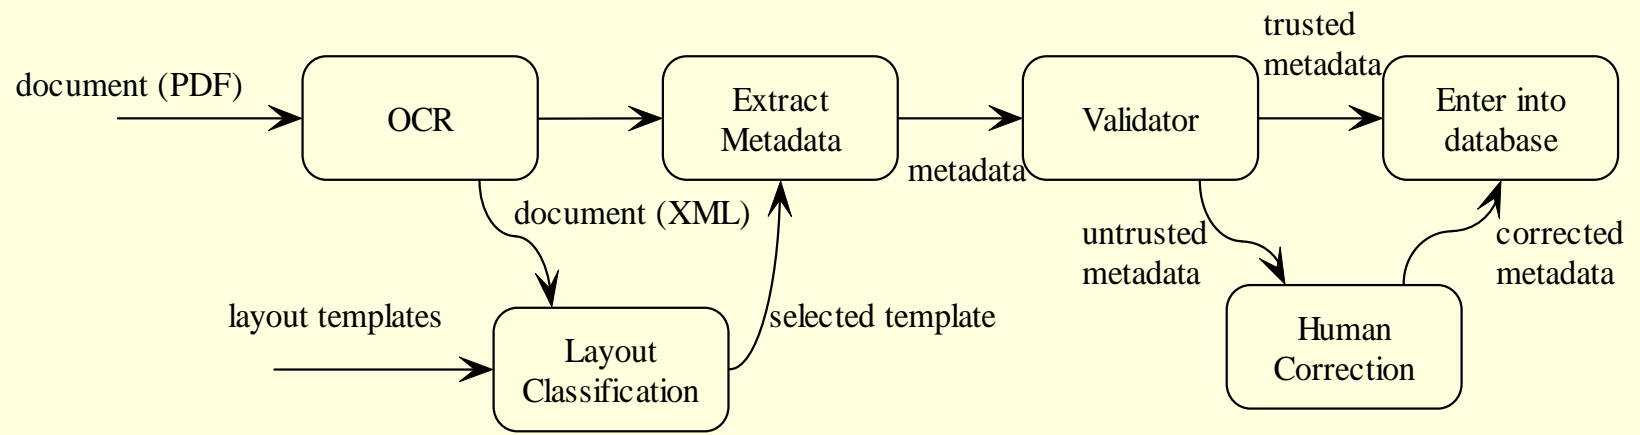 document (PDF)
OCR
Extract
Metadata
metadata
Validator
trusted
metadata
Enter into
database
document (XML)
layout templates
Layout
Classification
selected template
untrusted
metadata
Human
Correction
corrected
metadata